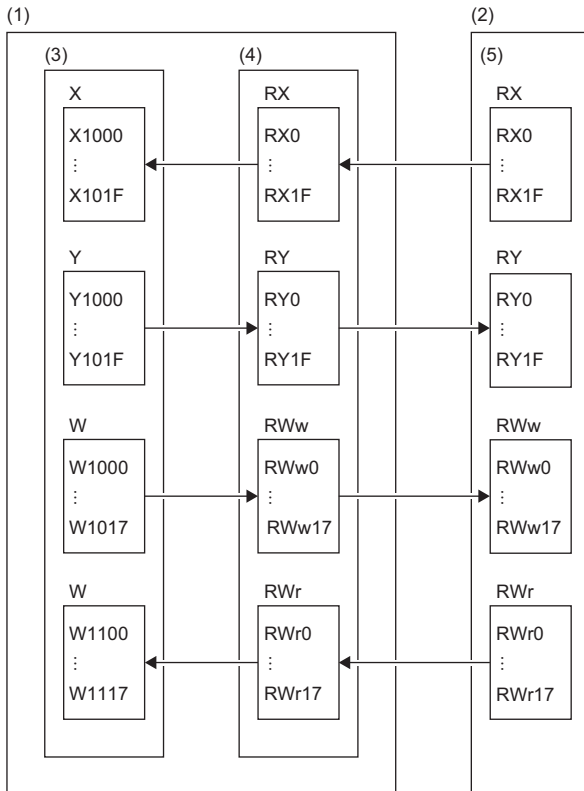 (1) (2)
(3) (4) (5)
X RX RX
X1000 RX0 RX0
⋮ ⋮ ⋮
X101F RX1F RX1F
Y RY RY
Y1000 RY0 RY0
⋮ ⋮ ⋮
Y101F RY1F RY1F
W RWw RWw
W1000 RWw0 RWw0
⋮ ⋮ ⋮
W1017 RWw17 RWw17
W RWr RWr
W1100 RWr0 RWr0
⋮ ⋮ ⋮
W1117 RWr17 RWr17